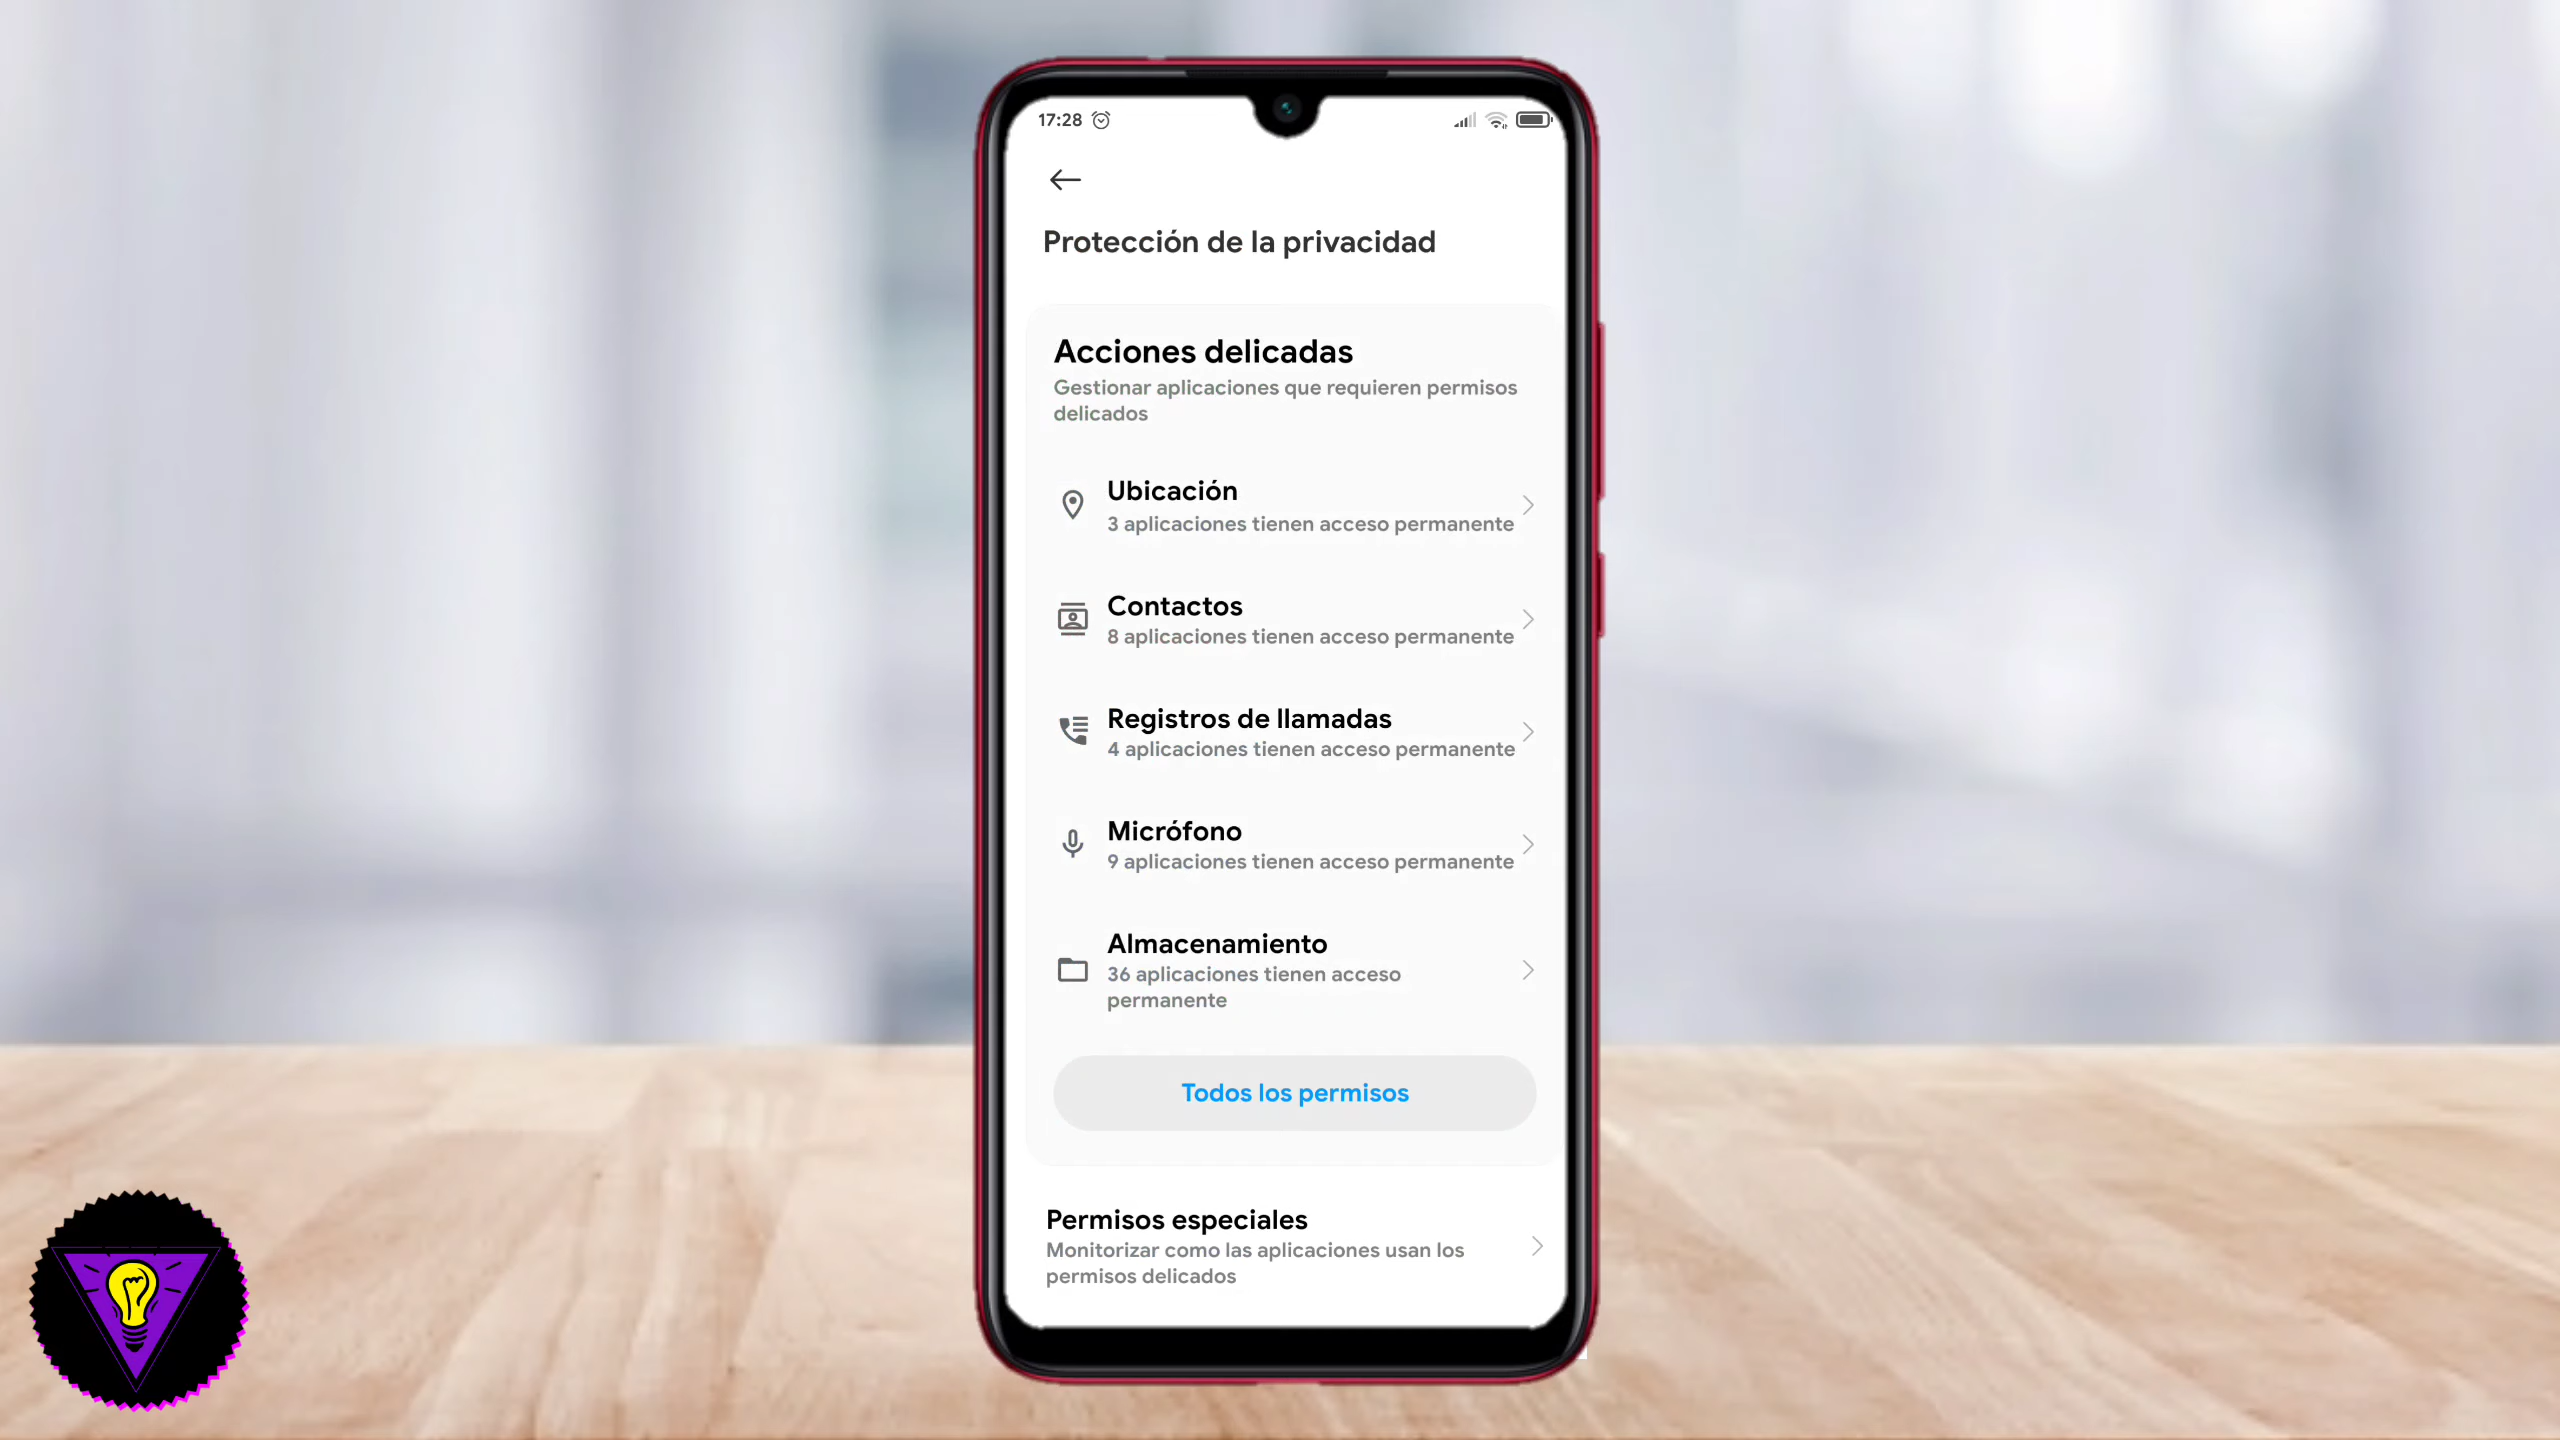 17:28
Protección de la privacidad
Acciones delicadas
Gestionar aplicaciones que requieren permisos
delicados
Ubicación
3 aplicaciones tienen acceso permanente
Contactos
8 aplicaciones tienen acceso permanente
Registros de llamadas
4 aplicaciones tienen acceso permanente
Micrófono
9 aplicaciones tienen acceso permanente
Almacenamiento
36 aplicaciones tienen acceso
permanente
Todos los permisos
Permisos especiales
Monitorizar como las aplicaciones usan los
permisos delicados